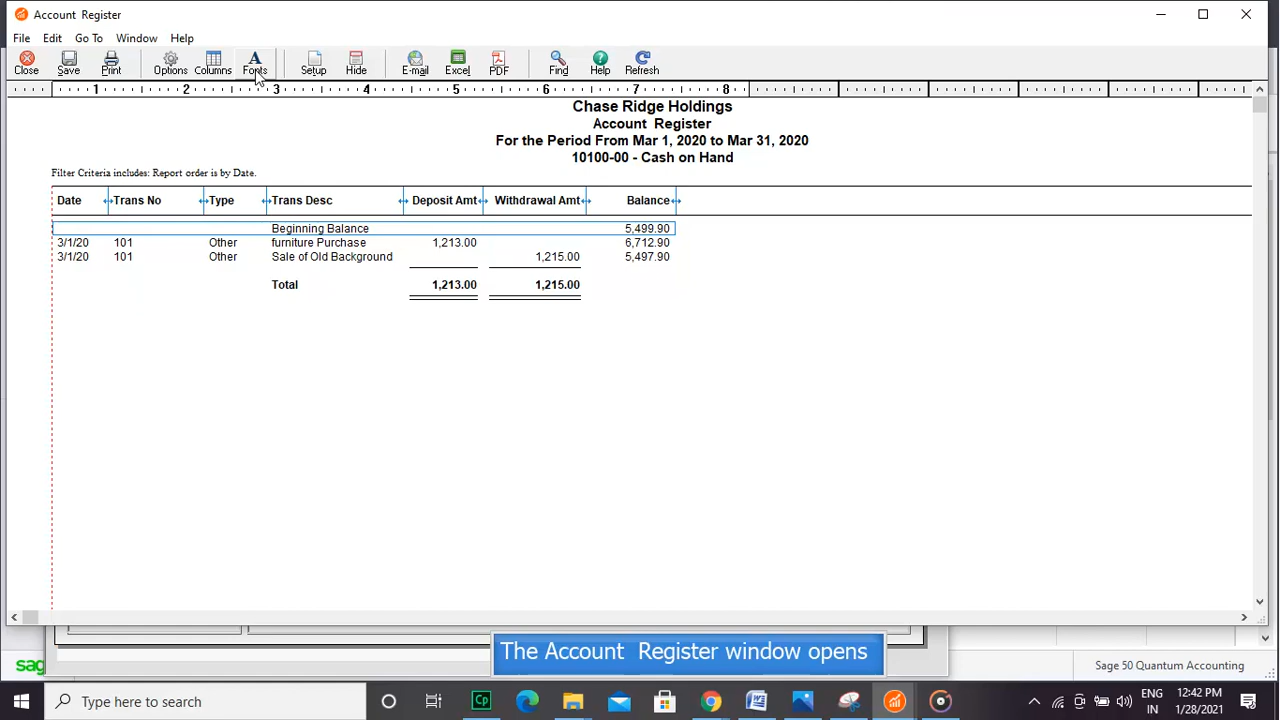 Account Register
File Edit Go To Window Help
Close Save Print Options Columns Fonts Setup Hide E-mail Excel PDF Find Help Refresh
1 2 3 4 5 6 7 8
Chase Ridge Holdings
Account Register
For the Period From Mar 1, 2020 to Mar 31, 2020
10100-00 - Cash on Hand
Filter Criteria includes: Report order is by Date.
Date Trans No Type Trans Desc Deposit Amt Withdrawal Amt Balance
Beginning Balance 5,499.90
3/1/20 101 Other furniture Purchase 1,213.00 6,712.90
3/1/20 101 Other Sale of Old Background 1,215.00 5,497.90
Total 1,213.00 1,215.00
The Account Register window opens
sage
Sage 50 Quantum Accounting
Type here to search
Cp
ENG
IN
12:42 PM
1/28/2021